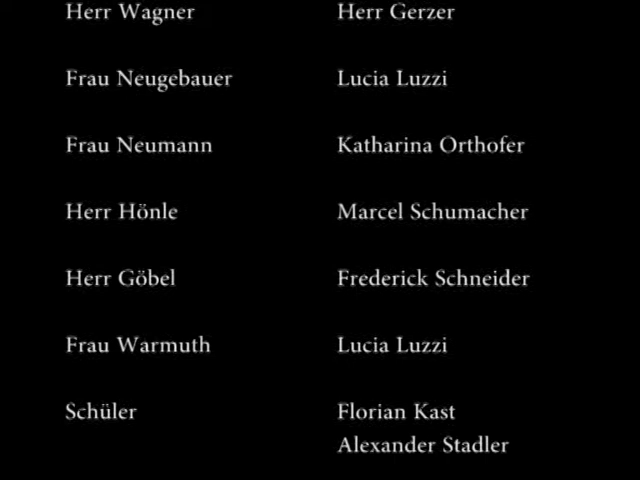 Herr Wagner Herr Gerzer
Frau Neugebauer Lucia Luzzi
Frau Neumann Katharina Orthofer
Herr Hönle Marcel Schumacher
Herr Göbel Frederick Schneider
Frau Warmuth Lucia Luzzi
Schüler Florian Kast
Alexander Stadler